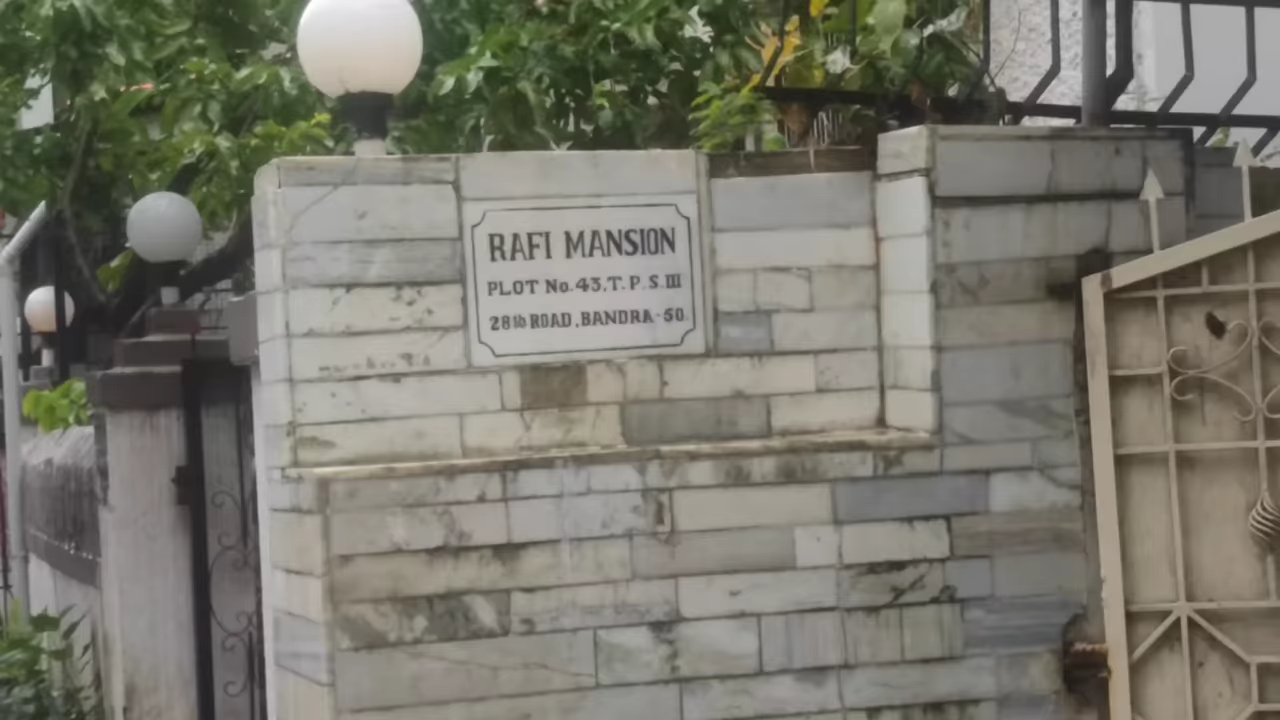 RAFI MANSION
PLOT No. 43, T. P. S. III
28th ROAD, BANDRA - 50